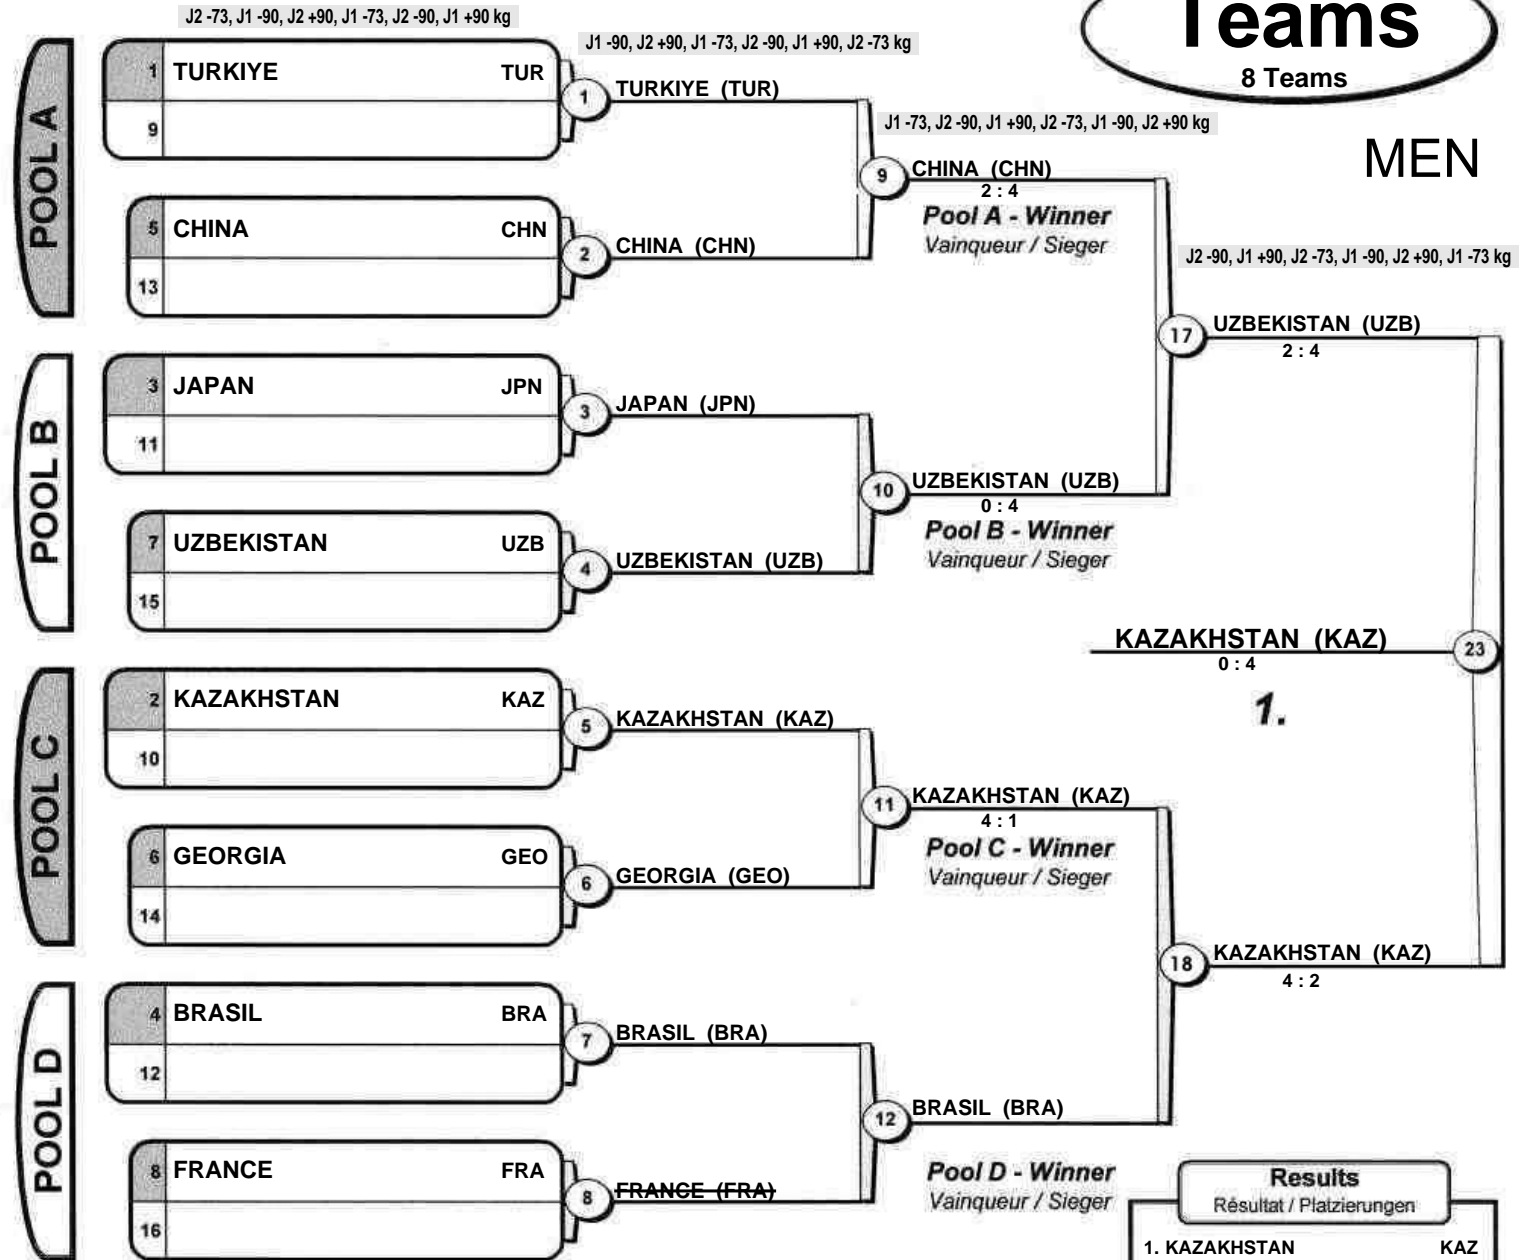 J2 -73, J1 -90, J2 +90, J1 -73, J2 -90, J1 +90 kg
Teams
8 Teams
MEN
J1 -90, J2 +90, J1 -73, J2 -90, J1 +90, J2 -73 kg
J1 -73, J2 -90, J1 +90, J2 -73, J1 -90, J2 +90 kg
J2 -90, J1 +90, J2 -73, J1 -90, J2 +90, J1 -73 kg
POOL A
1 TURKIYE TUR
9
1 TURKIYE (TUR)
5 CHINA CHN
13
2 CHINA (CHN)
9 CHINA (CHN)
2 : 4
Pool A - Winner
Vainqueur / Sieger
POOL B
3 JAPAN JPN
11
3 JAPAN (JPN)
7 UZBEKISTAN UZB
15
4 UZBEKISTAN (UZB)
10 UZBEKISTAN (UZB)
0 : 4
Pool B - Winner
Vainqueur / Sieger
17 UZBEKISTAN (UZB)
2 : 4
KAZAKHSTAN (KAZ) 23
0 : 4
1.
POOL C
2 KAZAKHSTAN KAZ
10
5 KAZAKHSTAN (KAZ)
6 GEORGIA GEO
14
6 GEORGIA (GEO)
11 KAZAKHSTAN (KAZ)
4 : 1
Pool C - Winner
Vainqueur / Sieger
18 KAZAKHSTAN (KAZ)
4 : 2
POOL D
4 BRASIL BRA
12
7 BRASIL (BRA)
8 FRANCE FRA
16
8 FRANCE (FRA)
12 BRASIL (BRA)
Pool D - Winner
Vainqueur / Sieger
Results
Résultat / Platzierungen
1. KAZAKHSTAN KAZ